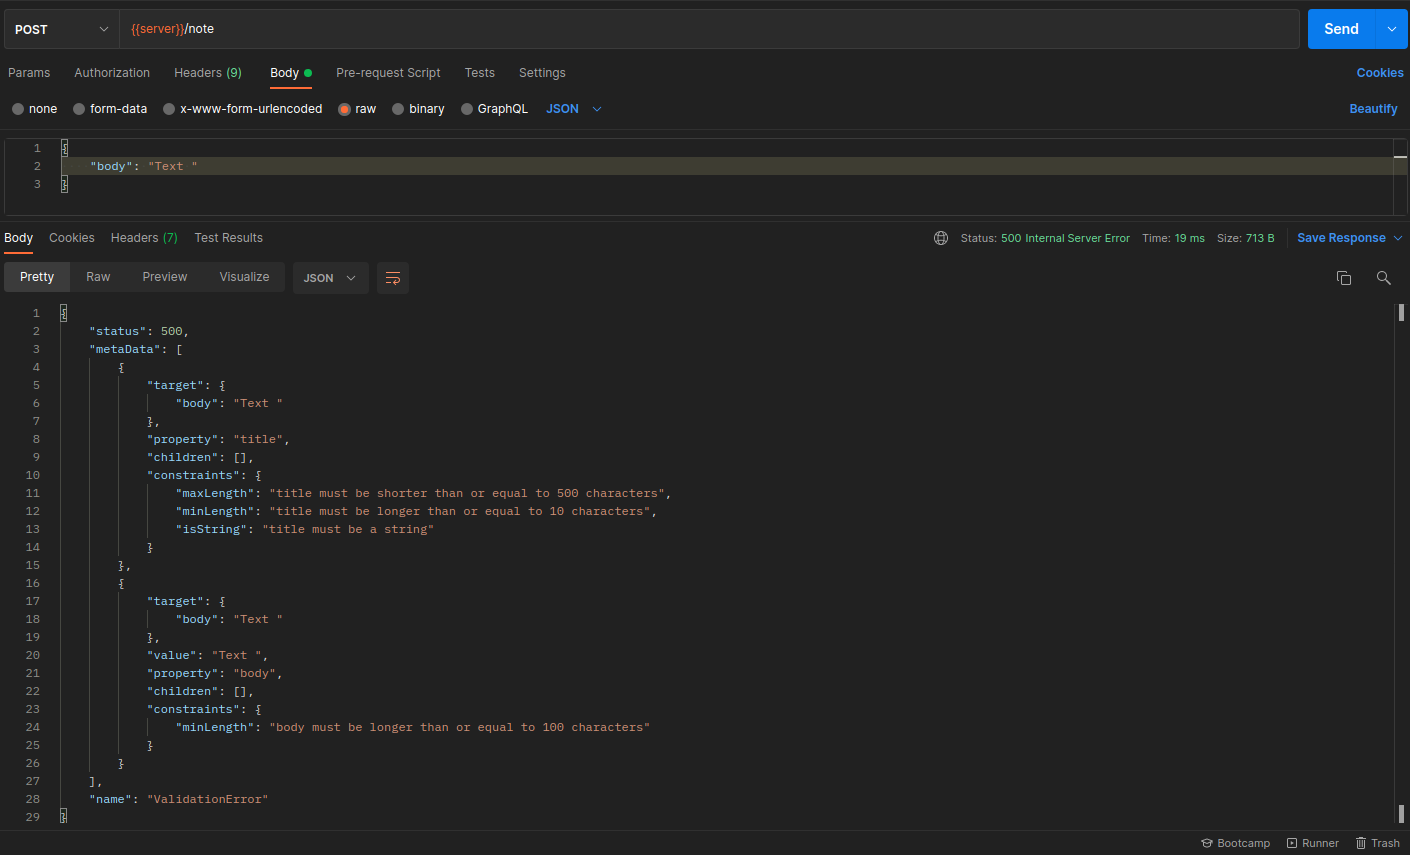 POST {{server}}/note Send
Params Authorization Headers (9) Body Pre-request Script Tests Settings Cookies
none form-data x-www-form-urlencoded raw binary GraphQL JSON Beautify
1 {
2 "body": "Text "
3 }
Body Cookies Headers (7) Test Results Status: 500 Internal Server Error Time: 19 ms Size: 713 B Save Response
Pretty Raw Preview Visualize JSON
1 {
2 "status": 500,
3 "metaData": [
4 {
5 "target": {
6 "body": "Text "
7 },
8 "property": "title",
9 "children": [],
10 "constraints": {
11 "maxLength": "title must be shorter than or equal to 500 characters",
12 "minLength": "title must be longer than or equal to 10 characters",
13 "isString": "title must be a string"
14 }
15 },
16 {
17 "target": {
18 "body": "Text "
19 },
20 "value": "Text ",
21 "property": "body",
22 "children": [],
23 "constraints": {
24 "minLength": "body must be longer than or equal to 100 characters"
25 }
26 }
27 ],
28 "name": "ValidationError"
29 }
Bootcamp Runner Trash